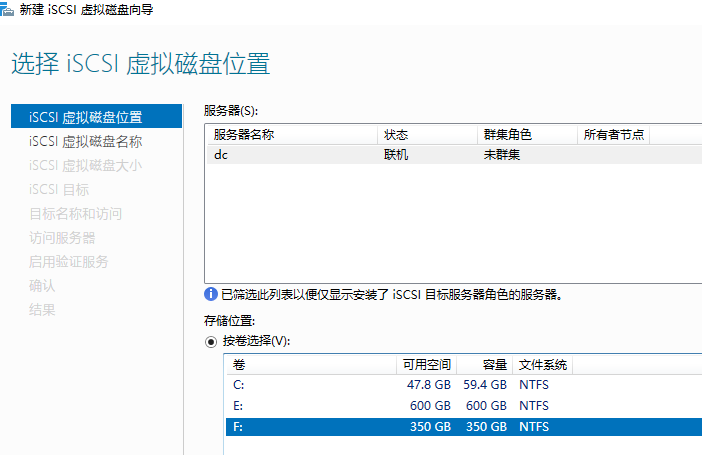 新建 iSCSI 虚拟磁盘向导
选择 iSCSI 虚拟磁盘位置
iSCSI 虚拟磁盘位置
iSCSI 虚拟磁盘名称
iSCSI 虚拟磁盘大小
iSCSI 目标
目标名称和访问
访问服务器
启用验证服务
确认
结果
服务器(S):
服务器名称 状态 群集角色 所有者节点
dc 联机 未群集
已筛选此列表以便仅显示安装了 iSCSI 目标服务器角色的服务器。
存储位置:
按卷选择(V):
卷 可用空间 容量 文件系统
C: 47.8 GB 59.4 GB NTFS
E: 600 GB 600 GB NTFS
F: 350 GB 350 GB NTFS